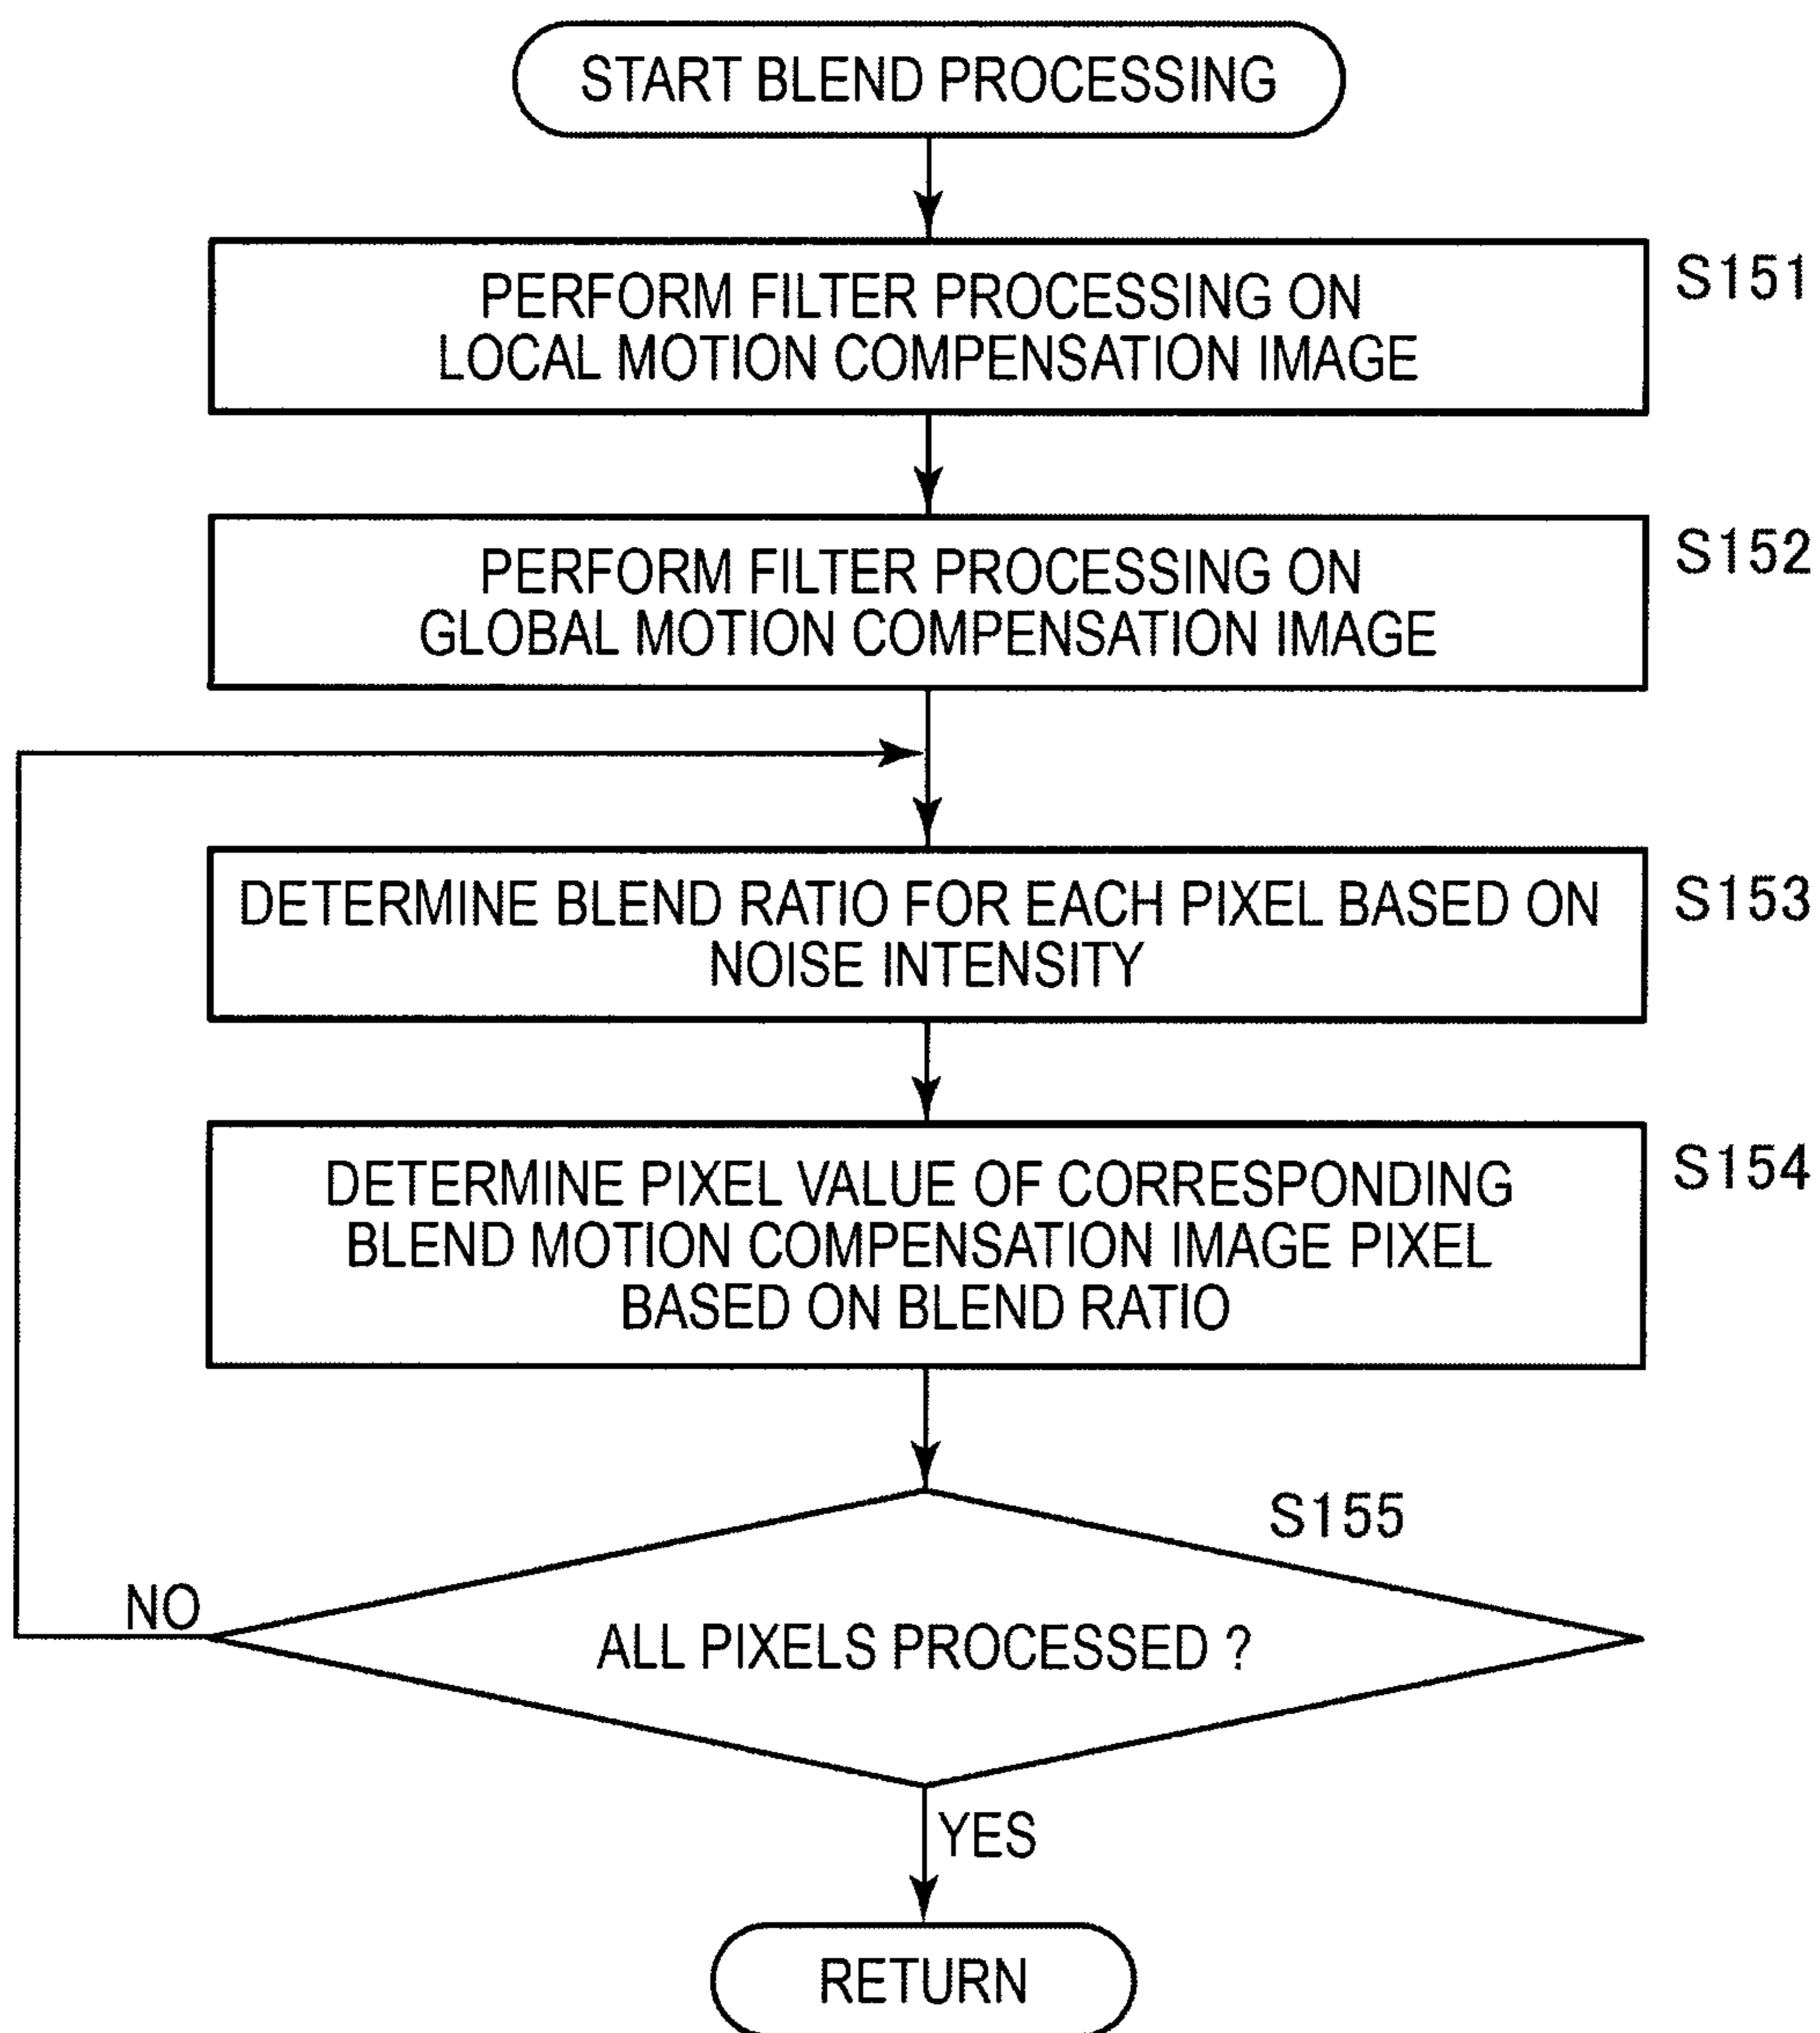 START BLEND PROCESSING
PERFORM FILTER PROCESSING ON
LOCAL MOTION COMPENSATION IMAGE
S151
PERFORM FILTER PROCESSING ON
GLOBAL MOTION COMPENSATION IMAGE
S152
DETERMINE BLEND RATIO FOR EACH PIXEL BASED ON
NOISE INTENSITY
S153
DETERMINE PIXEL VALUE OF CORRESPONDING
BLEND MOTION COMPENSATION IMAGE PIXEL
BASED ON BLEND RATIO
S154
S155
NO
ALL PIXELS PROCESSED ?
YES
RETURN